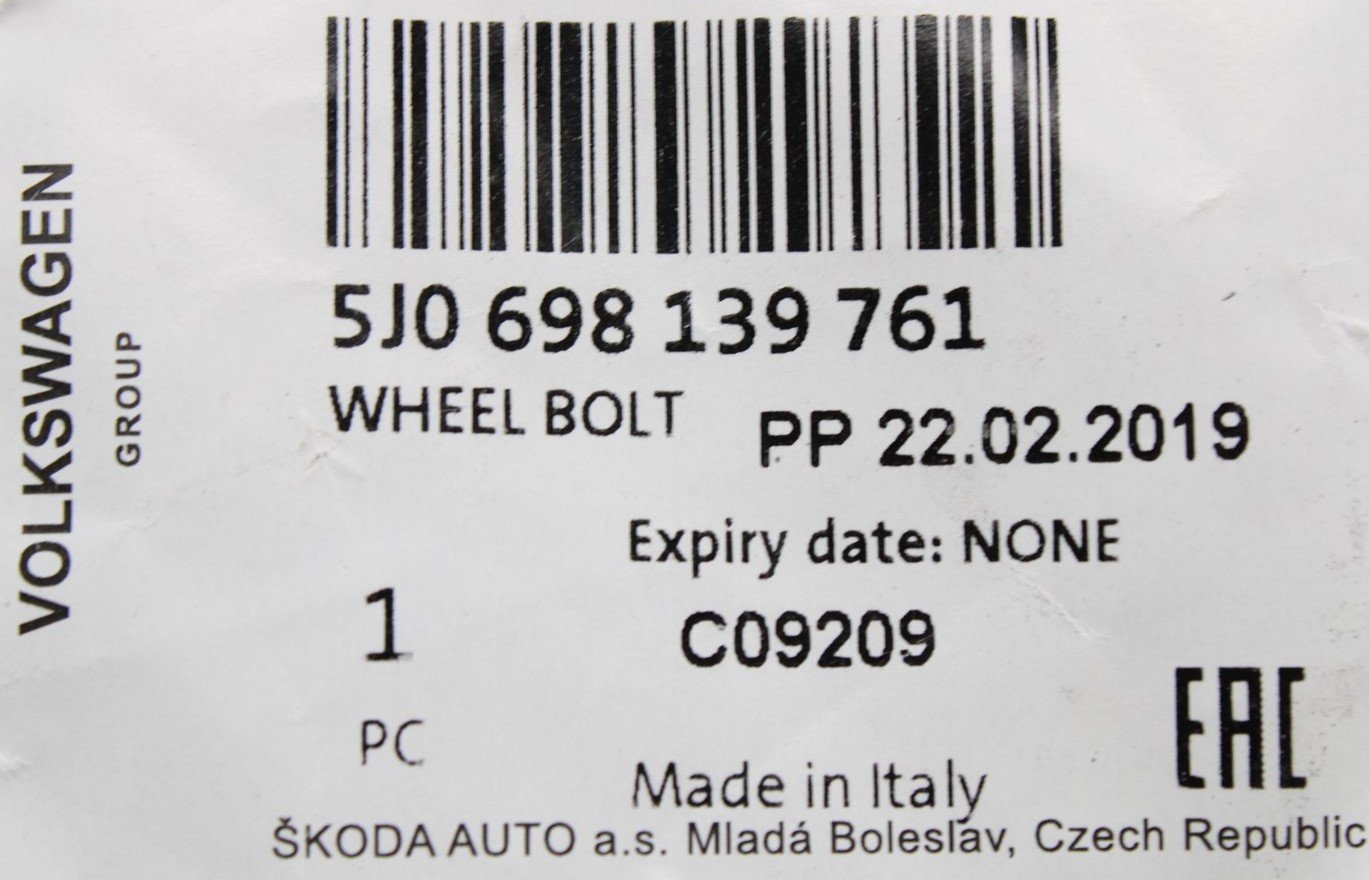 VOLKSWAGEN
GROUP
5J0 698 139 761
WHEEL BOLT
PP 22.02.2019
Expiry date: NONE
1
C09209
PC
EAC
Made in Italy
ŠKODA AUTO a.s. Mladá Boleslav, Czech Republic